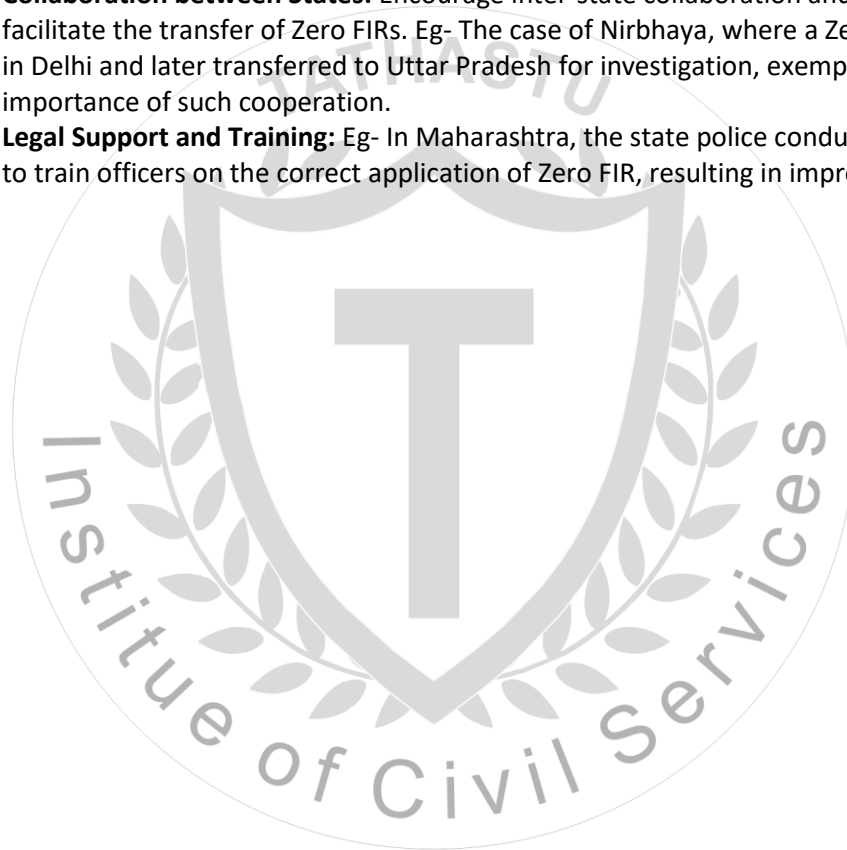 Collaboration between States: Encourage inter-state collaboration and
facilitate the transfer of Zero FIRs. Eg- The case of Nirbhaya, where a Ze
in Delhi and later transferred to Uttar Pradesh for investigation, exemp
importance of such cooperation.
Legal Support and Training: Eg- In Maharashtra, the state police condu
to train officers on the correct application of Zero FIR, resulting in impro
TATHASTU
T
Institue of Civil Services